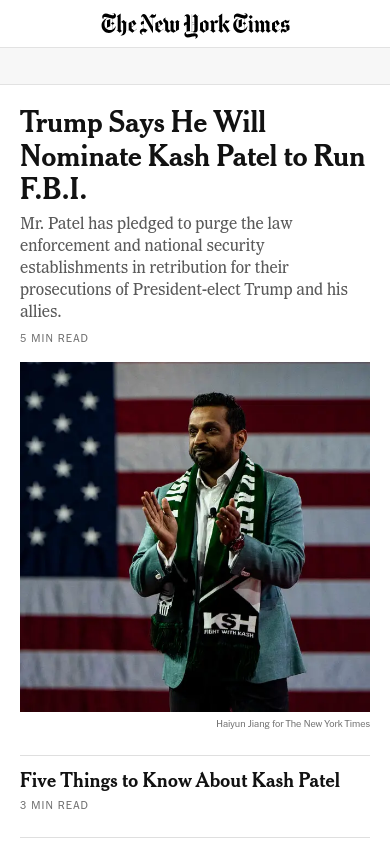 The New York Times
Trump Says He Will
Nominate Kash Patel to Run
F.B.I.
Mr. Patel has pledged to purge the law
enforcement and national security
establishments in retribution for their
prosecutions of President-elect Trump and his
allies.
5 MIN READ
K$H
FIGHT WITH KASH
Haiyun Jiang for The New York Times
Five Things to Know About Kash Patel
3 MIN READ